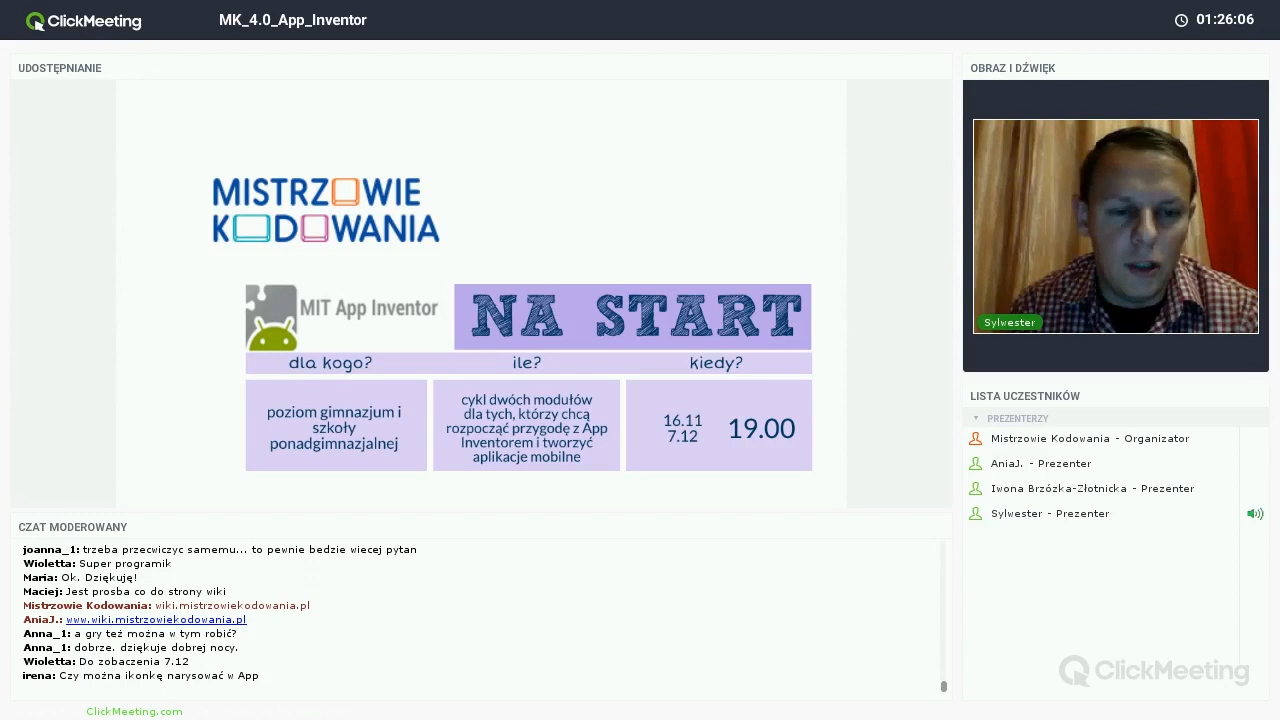 ClickMeeting
MK_4.0_App_Inventor
01:26:06
UDOSTĘPNIANIE
OBRAZ I DŹWIĘK
MISTRZOWIE
KODOWANIA
MIT App Inventor
NA START
dla kogo?
ile?
kiedy?
poziom gimnazjum i
szkoły
ponadgimnazjalnej
cykl dwóch modułów
dla tych, którzy chcą
rozpocząć przygodę z App
Inventorem i tworzyć
aplikacje mobilne
16.11
7.12
19.00
Sylwester
LISTA UCZESTNIKÓW
PREZENTERZY
Mistrzowie Kodowania - Organizator
AniaJ. - Prezenter
Iwona Brzózka-Złotnicka - Prezenter
Sylwester - Prezenter
CZAT MODEROWANY
joanna_1: trzeba przecwiczyc samemu... to pewnie bedzie wiecej pytan
Wioletta: Super programik
Maria: Ok. Dziękuję!
Maciej: Jest prosba co do strony wiki
Mistrzowie Kodowania: wiki.mistrzowiekodowania.pl
AniaJ.: www.wiki.mistrzowiekodowania.pl
Anna_1: a gry też można w tym robić?
Anna_1: dobrze. dziękuje dobrej nocy.
Wioletta: Do zobaczenia 7.12
irena: Czy można ikonkę narysować w App
ClickMeeting
ClickMeeting.com